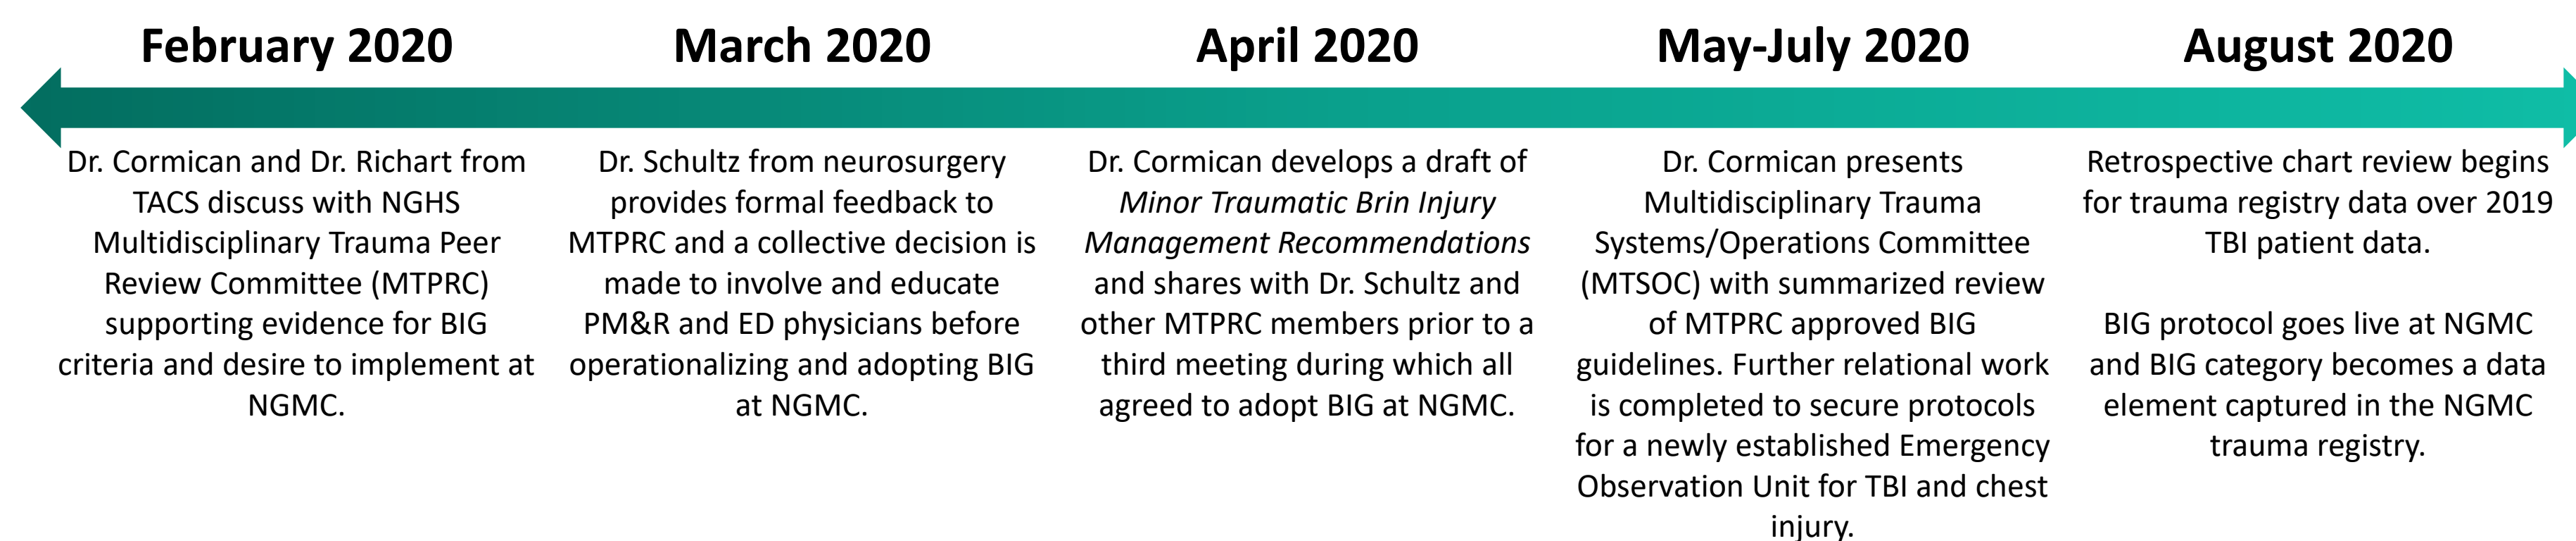 February 2020
Dr. Cormican and Dr. Richart from
TACS discuss with NGHS
Multidisciplinary Trauma Peer
Review Committee (MTPRC)
supporting evidence for BIG
criteria and desire to implement at
NGMC.
March 2020
Dr. Schultz from neurosurgery
provides formal feedback to
MTPRC and a collective decision is
made to involve and educate
PM&R and ED physicians before
operationalizing and adopting BIG
at NGMC.
April 2020
Dr. Cormican develops a draft of
Minor Traumatic Brin Injury
Management Recommendations
and shares with Dr. Schultz and
other MTPRC members prior to a
third meeting during which all
agreed to adopt BIG at NGMC.
May-July 2020
Dr. Cormican presents
Multidisciplinary Trauma
Systems/Operations Committee
(MTSOC) with summarized review
of MTPRC approved BIG
guidelines. Further relational work
is completed to secure protocols
for a newly established Emergency
Observation Unit for TBI and chest
injury.
August 2020
Retrospective chart review begins
for trauma registry data over 2019
TBI patient data.
BIG protocol goes live at NGMC
and BIG category becomes a data
element captured in the NGMC
trauma registry.